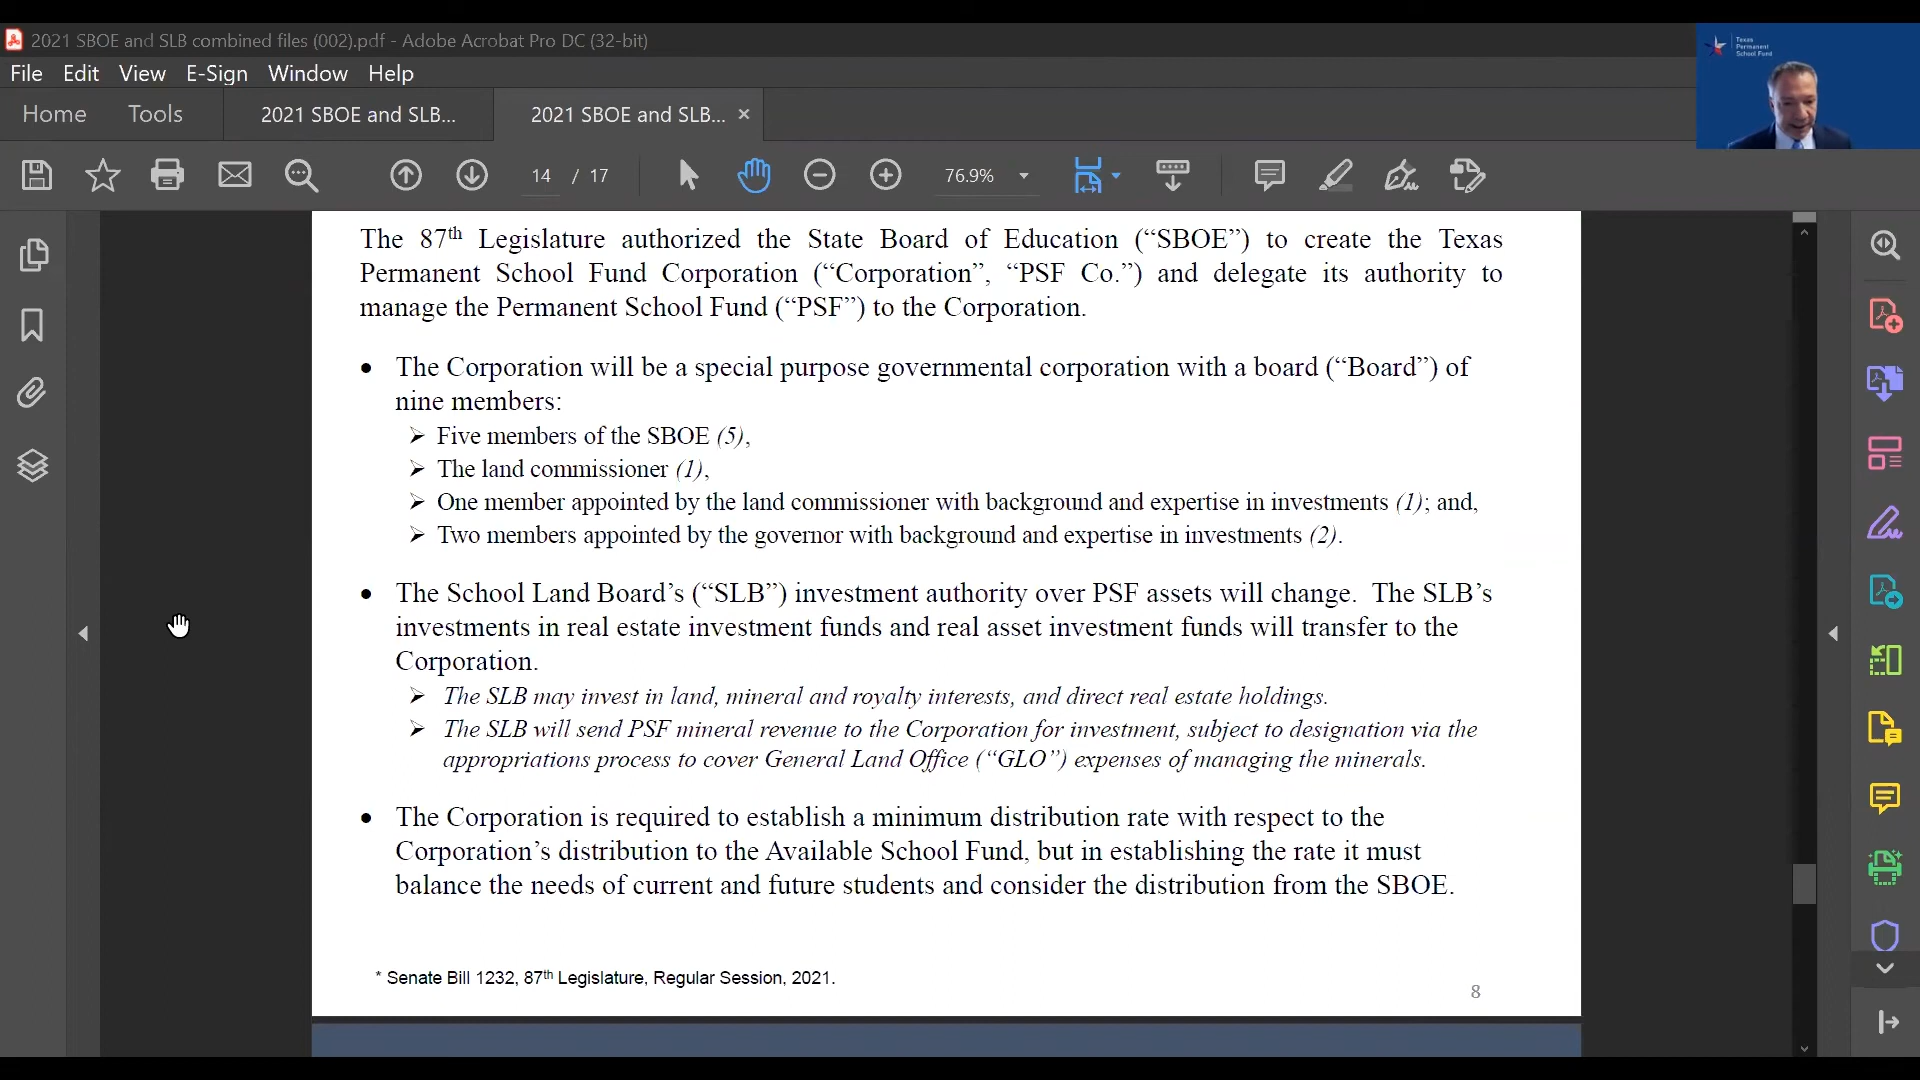 2021 SBOE and SLB combined files (002).pdf - Adobe Acrobat Pro DC (32-bit)
File Edit View E-Sign Window Help
Texas
Permanent
School Fund
Home Tools 2021 SBOE and SLB... 2021 SBOE and SLB... ×
14 / 17 76.9%
The 87th Legislature authorized the State Board of Education (“SBOE”) to create the Texas
Permanent School Fund Corporation (“Corporation”, “PSF Co.”) and delegate its authority to
manage the Permanent School Fund (“PSF”) to the Corporation.
• The Corporation will be a special purpose governmental corporation with a board (“Board”) of
nine members:
➢ Five members of the SBOE (5),
➢ The land commissioner (1),
➢ One member appointed by the land commissioner with background and expertise in investments (1); and,
➢ Two members appointed by the governor with background and expertise in investments (2).
• The School Land Board’s (“SLB”) investment authority over PSF assets will change. The SLB’s
investments in real estate investment funds and real asset investment funds will transfer to the
Corporation.
➢ The SLB may invest in land, mineral and royalty interests, and direct real estate holdings.
➢ The SLB will send PSF mineral revenue to the Corporation for investment, subject to designation via the
appropriations process to cover General Land Office (“GLO”) expenses of managing the minerals.
• The Corporation is required to establish a minimum distribution rate with respect to the
Corporation’s distribution to the Available School Fund, but in establishing the rate it must
balance the needs of current and future students and consider the distribution from the SBOE.
* Senate Bill 1232, 87th Legislature, Regular Session, 2021.
8